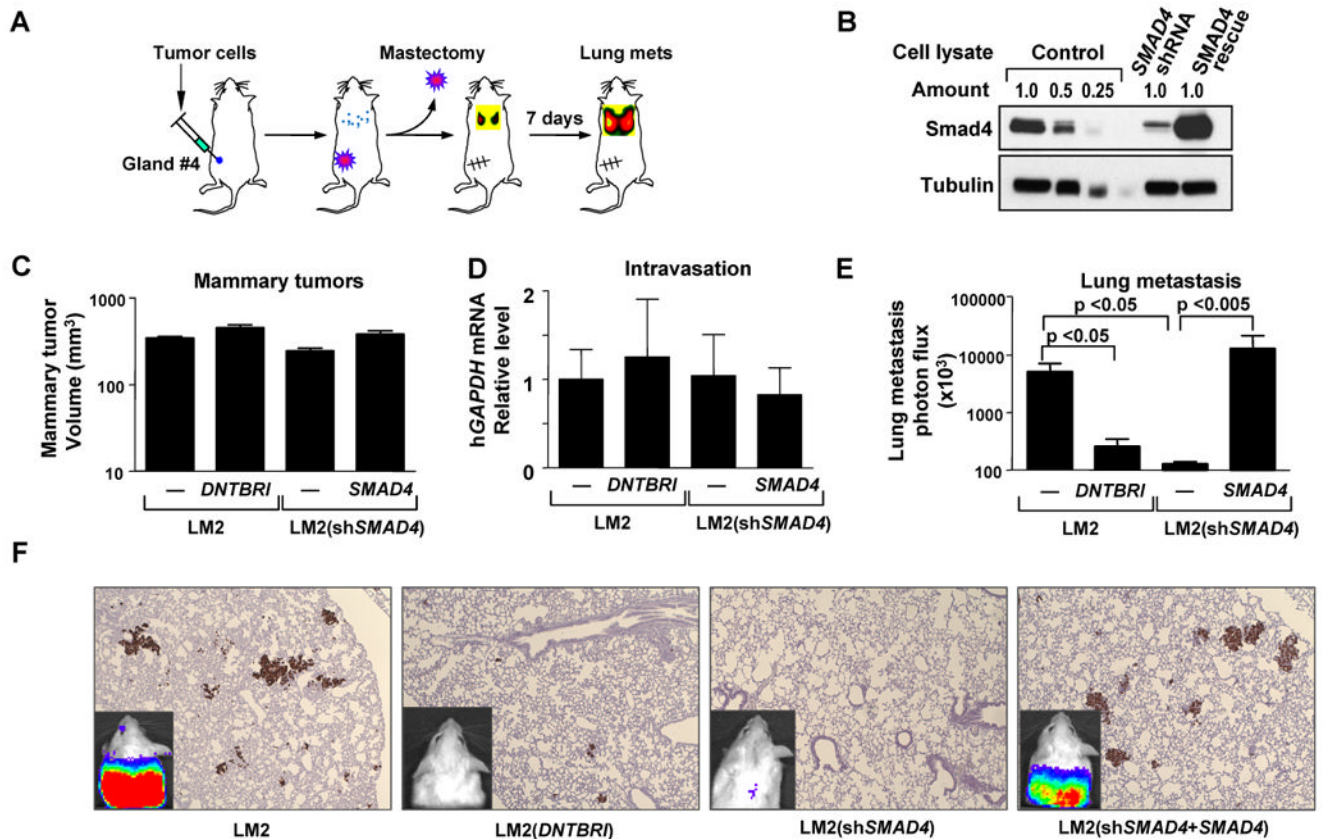 A
Tumor cells
Mastectomy
Lung mets
Gland #4
7 days
B
Cell lysate
Control
SMAD4 shRNA
SMAD4 rescue
Amount
1.0 0.5 0.25 1.0 1.0
Smad4
Tubulin
C
Mammary tumors
Mammary tumor
Volume (mm³)
1000
100
10
— DNTBRI — SMAD4
LM2 LM2(shSMAD4)
D
Intravasation
hGAPDH mRNA
Relative level
2
1
0
— DNTBRI — SMAD4
LM2 LM2(shSMAD4)
E
Lung metastasis
Lung metastasis
photon flux
(x10³)
100000
10000
1000
100
p <0.05
p <0.005
p <0.05
— DNTBRI — SMAD4
LM2 LM2(shSMAD4)
F
LM2
LM2(DNTBRI)
LM2(shSMAD4)
LM2(shSMAD4+SMAD4)